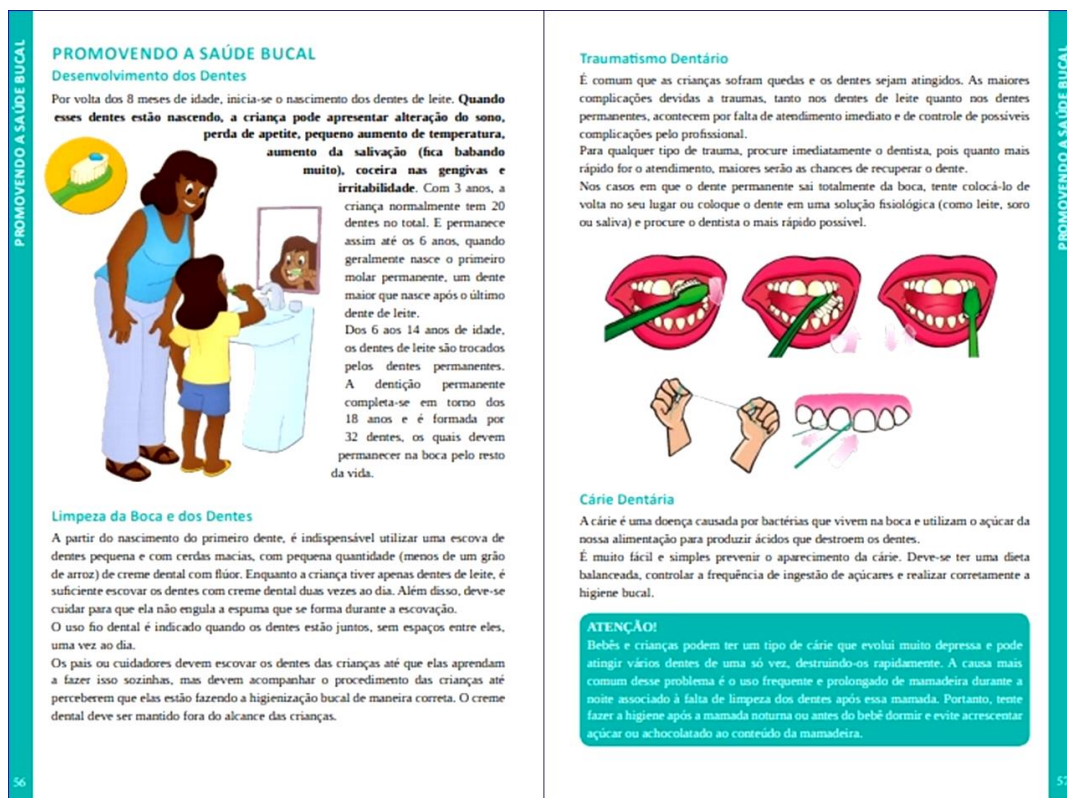 PROMOVENDO A SAÚDE BUCAL
PROMOVENDO A SAÚDE BUCAL
Desenvolvimento dos Dentes
Por volta dos 8 meses de idade, inicia-se o nascimento dos dentes de leite. Quando
esses dentes estão nascendo, a criança pode apresentar alteração do sono,
perda de apetite, pequeno aumento de temperatura,
aumento da salivação (fica babando
muito), coceira nas gengivas e
irritabilidade. Com 3 anos, a
criança normalmente tem 20
dentes no total. E permanece
assim até os 6 anos, quando
geralmente nasce o primeiro
molar permanente, um dente
maior que nasce após o último
dente de leite.
Dos 6 aos 14 anos de idade,
os dentes de leite são trocados
pelos dentes permanentes.
A dentição permanente
completa-se em torno dos
18 anos e é formada por
32 dentes, os quais devem
permanecer na boca pelo resto
da vida.
Limpeza da Boca e dos Dentes
A partir do nascimento do primeiro dente, é indispensável utilizar uma escova de
dentes pequena e com cerdas macias, com pequena quantidade (menos de um grão
de arroz) de creme dental com flúor. Enquanto a criança tiver apenas dentes de leite, é
suficiente escovar os dentes com creme dental duas vezes ao dia. Além disso, deve-se
cuidar para que ela não engula a espuma que se forma durante a escovação.
O uso fio dental é indicado quando os dentes estão juntos, sem espaços entre eles,
uma vez ao dia.
Os pais ou cuidadores devem escovar os dentes das crianças até que elas aprendam
a fazer isso sozinhas, mas devem acompanhar o procedimento das crianças até
perceberem que elas estão fazendo a higienização bucal de maneira correta. O creme
dental deve ser mantido fora do alcance das crianças.
56
Traumatismo Dentário
É comum que as crianças sofram quedas e os dentes sejam atingidos. As maiores
complicações devidas a traumas, tanto nos dentes de leite quanto nos dentes
permanentes, acontecem por falta de atendimento imediato e de controle de possíveis
complicações pelo profissional.
Para qualquer tipo de trauma, procure imediatamente o dentista, pois quanto mais
rápido for o atendimento, maiores serão as chances de recuperar o dente.
Nos casos em que o dente permanente sai totalmente da boca, tente colocá-lo de
volta no seu lugar ou coloque o dente em uma solução fisiológica (como leite, soro
ou saliva) e procure o dentista o mais rápido possível.
Cárie Dentária
A cárie é uma doença causada por bactérias que vivem na boca e utilizam o açúcar da
nossa alimentação para produzir ácidos que destroem os dentes.
É muito fácil e simples prevenir o aparecimento da cárie. Deve-se ter uma dieta
balanceada, controlar a frequência de ingestão de açúcares e realizar corretamente a
higiene bucal.
ATENÇÃO!
Bebês e crianças podem ter um tipo de cárie que evolui muito depressa e pode
atingir vários dentes de uma só vez, destruindo-os rapidamente. A causa mais
comum desse problema é o uso frequente e prolongado de mamadeira durante a
noite associado à falta de limpeza dos dentes após essa mamada. Portanto, tente
fazer a higiene após a mamada noturna ou antes do bebê dormir e evite acrescentar
açúcar ou achocolatado ao conteúdo da mamadeira.
PROMOVENDO A SAÚDE BUCAL
57